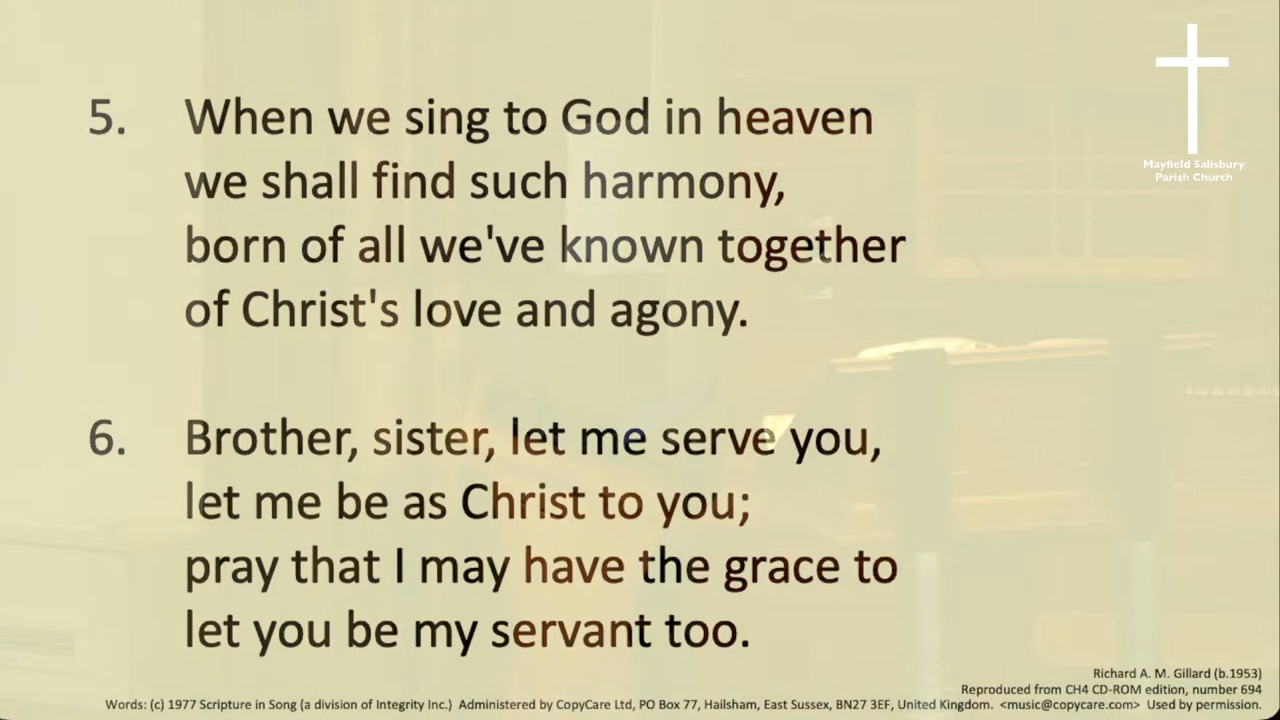 Mayfield Salisbury
Parish Church
5. When we sing to God in heaven
we shall find such harmony,
born of all we've known together
of Christ's love and agony.
6. Brother, sister, let me serve you,
let me be as Christ to you;
pray that I may have the grace to
let you be my servant too.
Richard A. M. Gillard (b.1953)
Reproduced from CH4 CD-ROM edition, number 694
Words: (c) 1977 Scripture in Song (a division of Integrity Inc.) Administered by CopyCare Ltd, PO Box 77, Hailsham, East Sussex, BN27 3EF, United Kingdom. <music@copycare.com> Used by permission.